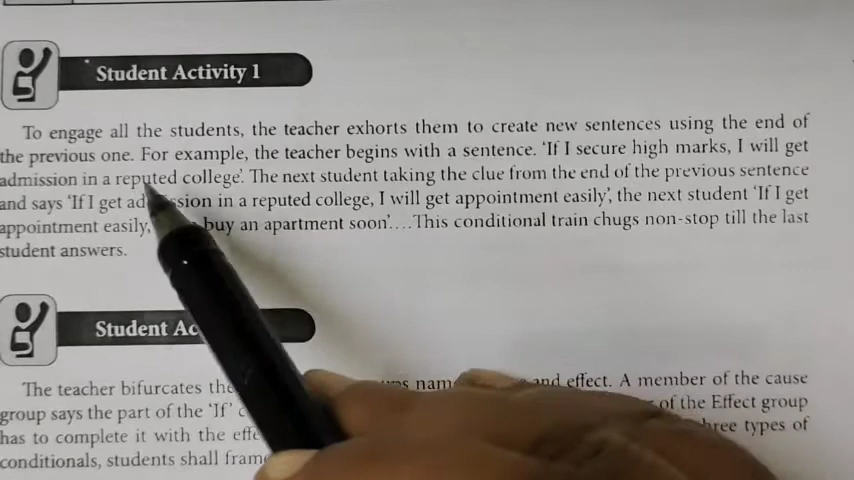 Student Activity 1
To engage all the students, the teacher exhorts them to create new sentences using the end of
the previous one. For example, the teacher begins with a sentence. 'If I secure high marks, I will get
admission in a reputed college'. The next student taking the clue from the end of the previous sentence
and says 'If I get admission in a reputed college, I will get appointment easily', the next student 'If I get
appointment easily, buy an apartment soon'....This conditional train chugs non-stop till the last
student answers.
Student
The teacher bifurcates the and effect. A member of the cause
group says the part of the 'If' of the Effect group
has to complete it with the types of
conditionals, students shall